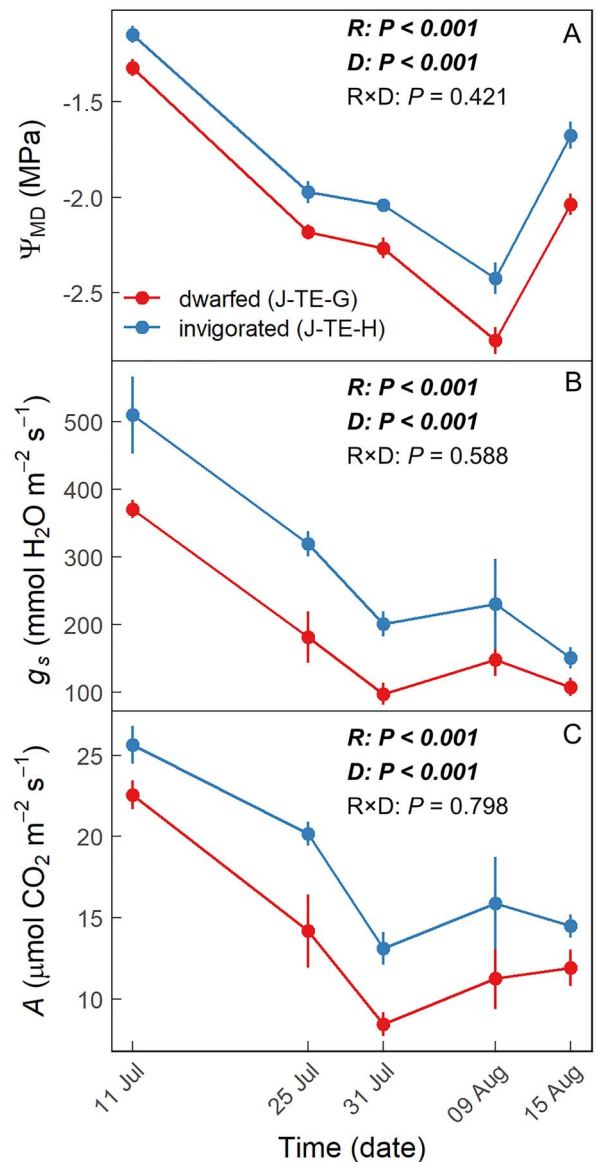 R: P < 0.001
A
D: P < 0.001
R×D: P = 0.421
-1.5
-2.0
-2.5
Ψ_MD (MPa)
dwarfed (J-TE-G)
invigorated (J-TE-H)
R: P < 0.001
B
D: P < 0.001
R×D: P = 0.588
500
400
300
200
100
g_s (mmol H₂O m⁻² s⁻¹)
R: P < 0.001
C
D: P < 0.001
R×D: P = 0.798
25
20
15
10
A (μmol CO₂ m⁻² s⁻¹)
11 Jul
25 Jul
31 Jul
09 Aug
15 Aug
Time (date)